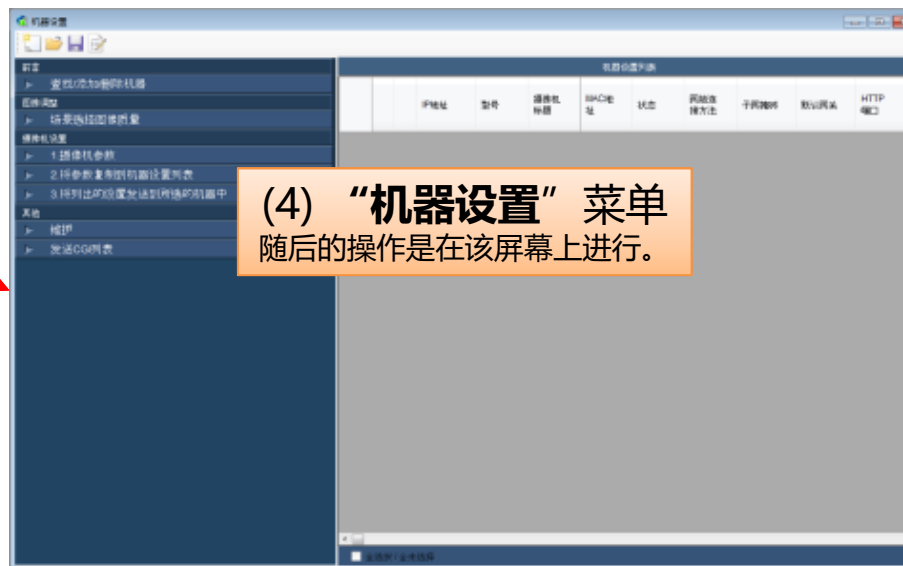 机器设置
前言
查找/添加/删除机器
图像调整
场景选择图像质量
摄像机设置
1.摄像机参数
2.将参数复制到机器设置列表
3.将列出的设置发送到所选的机器中
其他
维护
发送CGI列表
机器设置列表
IP地址 型号 摄像机标题 MAC地址 状态 网络连接方法 子网掩码 默认网关 HTTP端口
(4) “机器设置”菜单
随后的操作是在该屏幕上进行。
全选发/全未选择